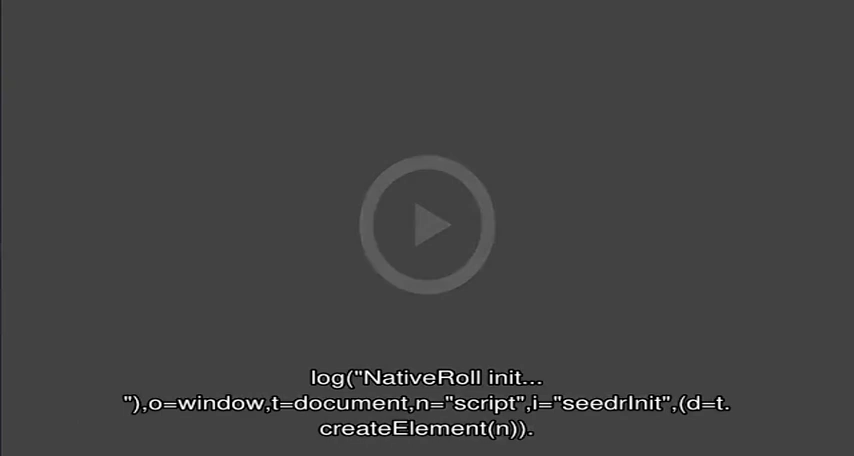 log("NativeRoll init...
"),o=window,t=document,n="script",i="seedrInit",(d=t.
createElement(n)).